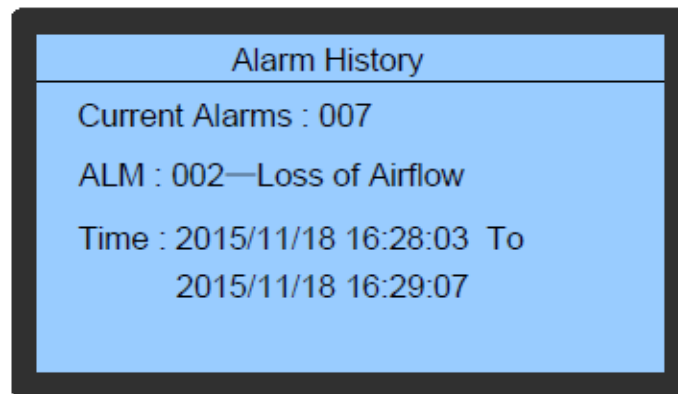 Alarm History
Current Alarms : 007
ALM : 002—Loss of Airflow
Time : 2015/11/18 16:28:03 To
2015/11/18 16:29:07